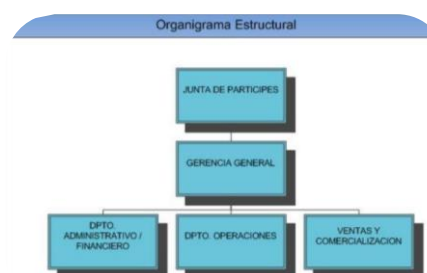 Organigrama Estructural
JUNTA DE PARTICIPES
GERENCIA GENERAL
DPTO.
ADMINISTRATIVO /
FINANCIERO
DPTO. OPERACIONES
VENTAS Y
COMERCIALIZACION